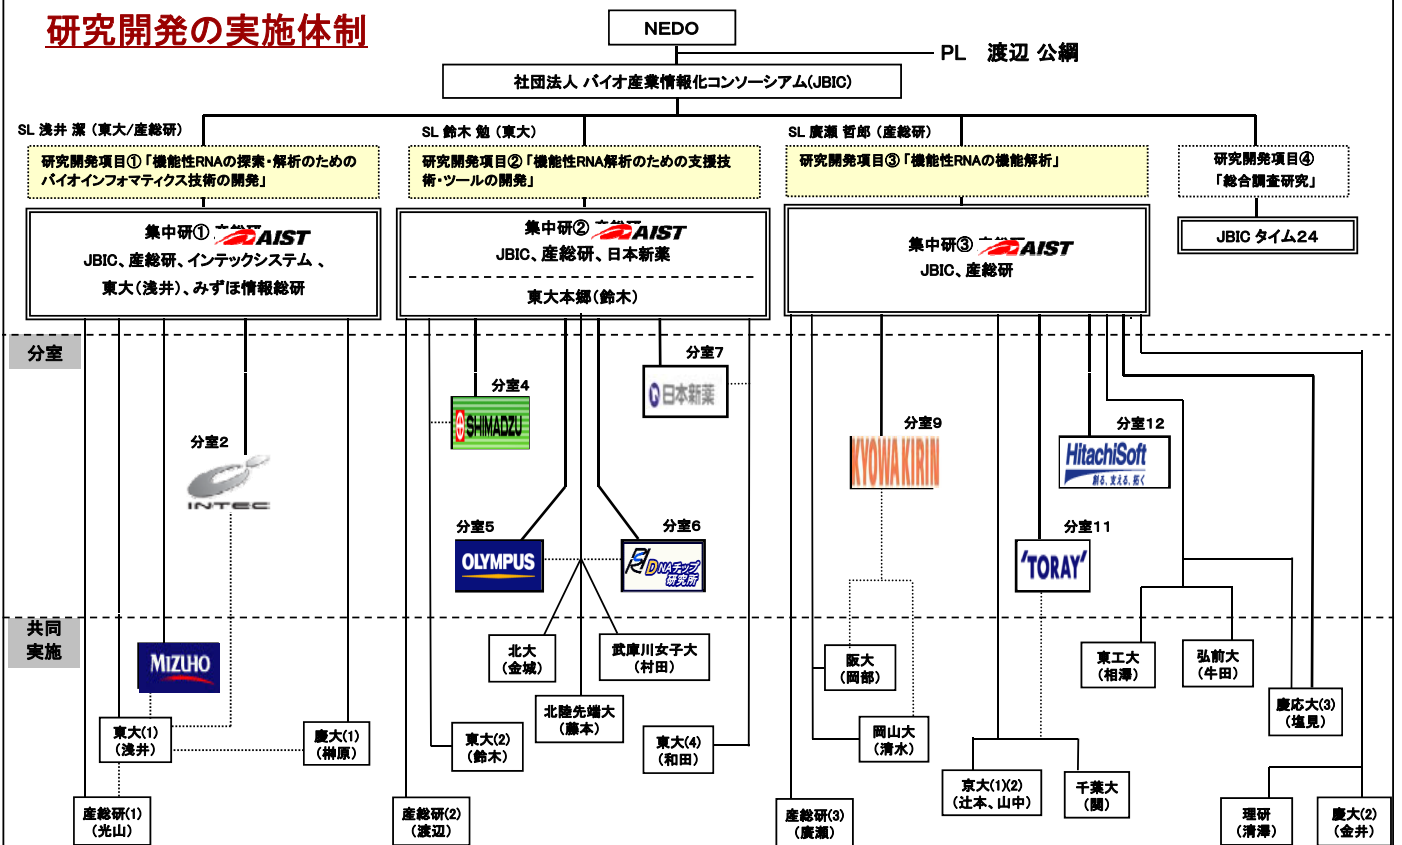 研究開発の実施体制
NEDO
PL　渡辺 公綱
社団法人 バイオ産業情報化コンソーシアム(JBIC)
SL 浅井 潔 （東大/産総研）
研究開発項目①「機能性RNAの探索・解析のための
バイオインフォマティクス技術の開発」
SL 鈴木 勉 （東大）
研究開発項目②「機能性RNA解析のための支援技
術・ツールの開発」
SL 廣瀬 哲郎 （産総研）
研究開発項目③「機能性RNAの機能解析」
研究開発項目④
「総合調査研究」
集中研① 産総研
AIST
JBIC、産総研、インテックシステム 、
東大（浅井）、みずほ情報総研
集中研② 産総研
AIST
JBIC、産総研、日本新薬
東大本郷（鈴木）
集中研③ 産総研
AIST
JBIC、産総研
JBIC タイム２４
分室
分室２
INTEC
分室４
SHIMADZU
分室７
日本新薬
分室５
OLYMPUS
分室６
DNAチップ
研究所
分室９
KYOWA KIRIN
分室１２
HitachiSoft
創る、支える、拓く
分室１１
'TORAY'
共同
実施
MIZUHO
東大(1)
（浅井）
慶大(1)
（榊原）
産総研(1)
（光山）
北大
（金城）
武庫川女子大
（村田）
北陸先端大
（藤本）
東大(2)
（鈴木）
東大(4)
（和田）
産総研(2)
（渡辺）
阪大
（岡部）
岡山大
（清水）
産総研(3)
（廣瀬）
京大(1)(2)
（辻本、山中）
千葉大
（関）
東工大
（相澤）
弘前大
（牛田）
慶応大(3)
（塩見）
理研
（清澤）
慶大(2)
（金井）